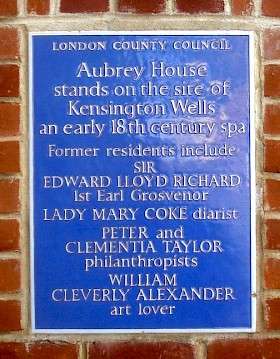 LONDON COUNTY COUNCIL
Aubrey House
stands on the site of
Kensington Wells
an early 18th century spa
Former residents include
SIR
EDWARD LLOYD RICHARD
1st Earl Grosvenor
LADY MARY COKE diarist
PETER and
CLEMENTIA TAYLOR
philanthropists
WILLIAM
CLEVERLY ALEXANDER
art lover